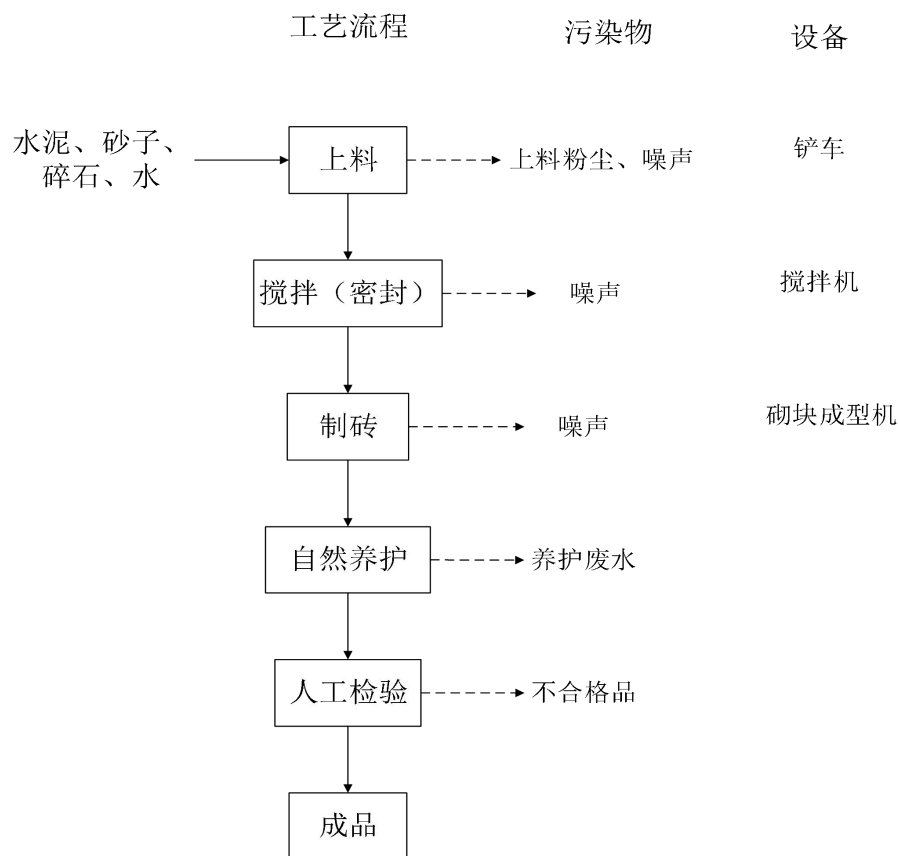 工艺流程
污染物
设备
水泥、砂子、
碎石、水
上料
上料粉尘、噪声
铲车
搅拌（密封）
噪声
搅拌机
制砖
噪声
砌块成型机
自然养护
养护废水
人工检验
不合格品
成品